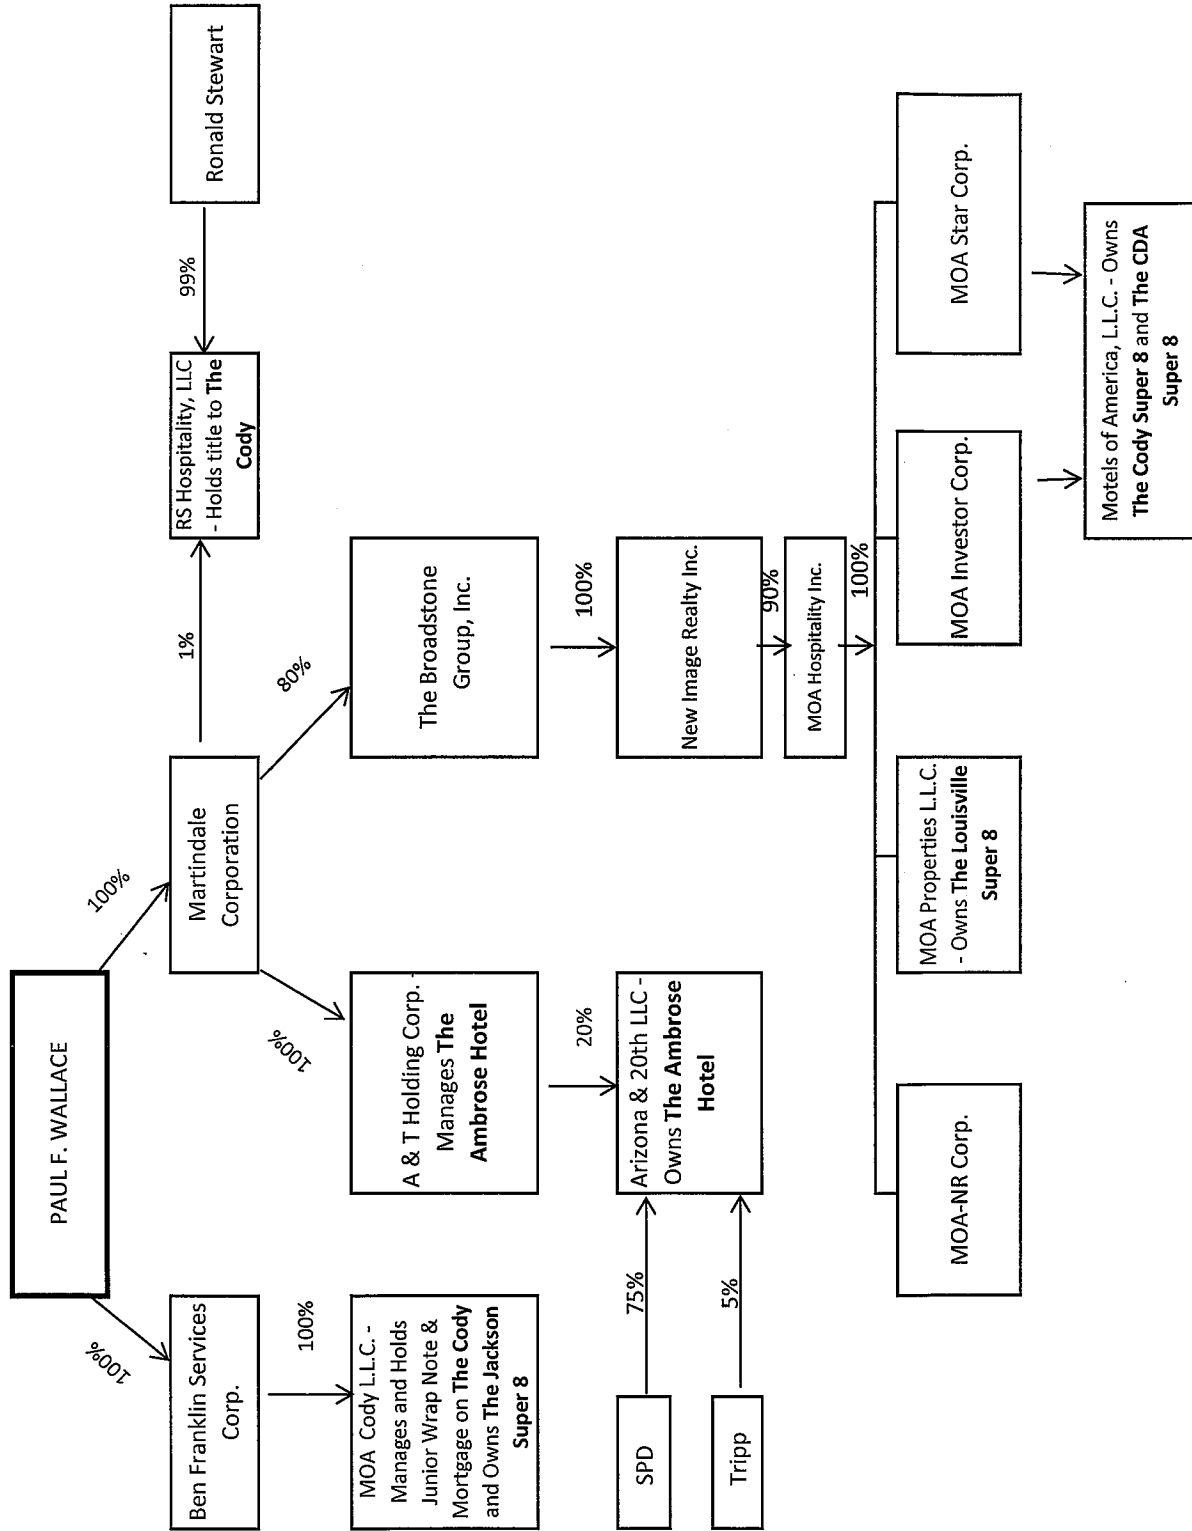 PAUL F. WALLACE
100%
100%
Ben Franklin Services
Corp.
Martindale
Corporation
1%
RS Hospitality, LLC
- Holds title to The
Cody
99%
Ronald Stewart
100%
100%
80%
MOA Cody L.L.C. -
Manages and Holds
Junior Wrap Note &
Mortgage on The Cody
and Owns The Jackson
Super 8
A & T Holding Corp. -
Manages The
Ambrose Hotel
The Broadstone
Group, Inc.
20%
100%
SPD
75%
Tripp
5%
Arizona & 20th LLC -
Owns The Ambrose
Hotel
New Image Realty Inc.
90%
MOA Hospitality Inc.
100%
MOA-NR Corp.
MOA Properties L.L.C.
- Owns The Louisville
Super 8
MOA Investor Corp.
MOA Star Corp.
Motels of America, L.L.C. - Owns
The Cody Super 8 and The CDA
Super 8